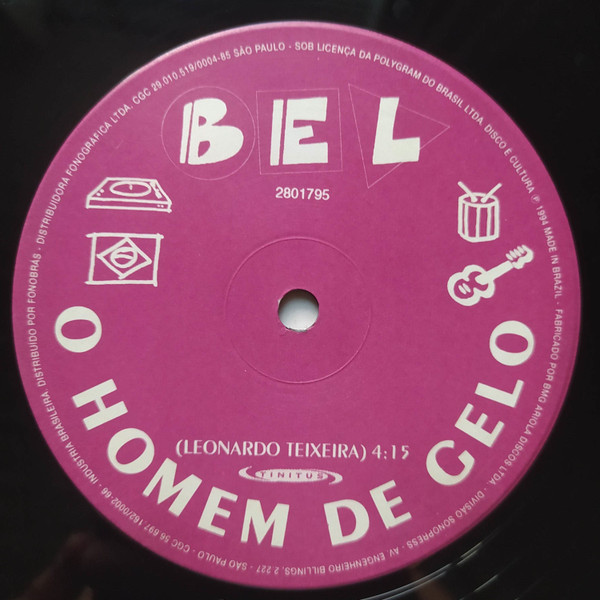 BEL
2801795
(LEONARDO TEIXEIRA) 4:15
TINITUS
O HOMEM DE GELO
INDÚSTRIA BRASILEIRA. DISTRIBUÍDO POR FONOBRÁS - DISTRIBUIDORA FONOGRÁFICA LTDA. CGC 29.010.519/0004-85 SÃO PAULO - SOB LICENÇA DA POLYGRAM DO BRASIL LTDA. DISCO E CULTURA ℗ 1994 MADE IN BRAZIL - FABRICADO POR BMG ARIOLA DISCOS LTDA. - DIVISÃO SONOPRESS - AV. ENGENHEIRO BILLINGS, 2.227 - SÃO PAULO - CGC 56.697.162/0002-66 -